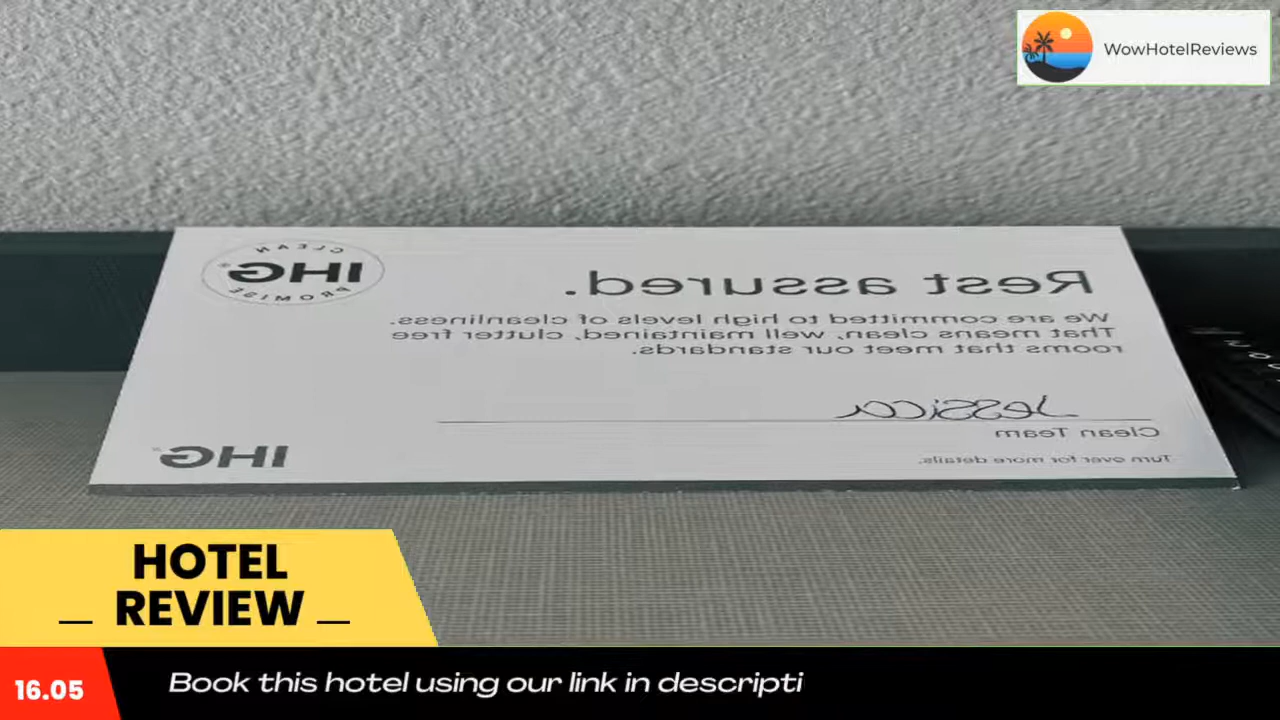 WowHotelReviews
CLEAN
IHG
PROMISE
Rest assured.
We are committed to high levels of cleanliness.
That means clean, well maintained, clutter free
rooms that meet our standards.
Jessica
Clean Team
IHG
Turn over for more details.
HOTEL
REVIEW
16.05
Book this hotel using our link in descripti